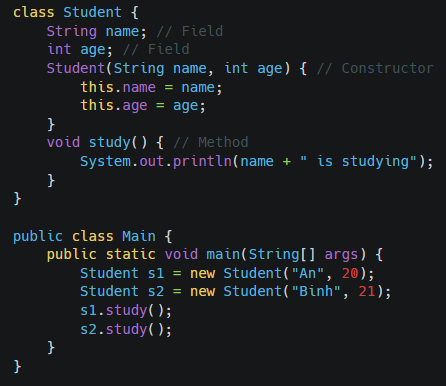 class Student {
    String name; // Field
    int age; // Field
    Student(String name, int age) { // Constructor
        this.name = name;
        this.age = age;
    }
    void study() { // Method
        System.out.println(name + " is studying");
    }
}

public class Main {
    public static void main(String[] args) {
        Student s1 = new Student("An", 20);
        Student s2 = new Student("Binh", 21);
        s1.study();
        s2.study();
    }
}